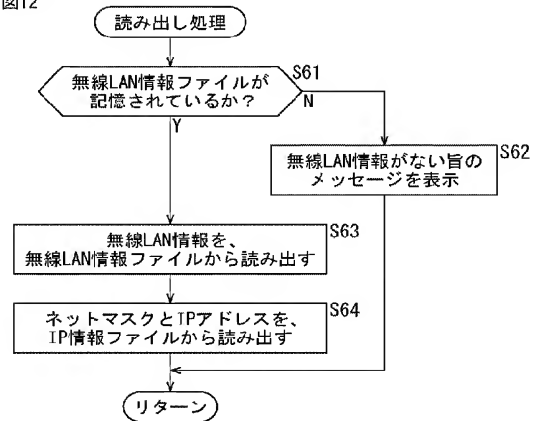 図12
読み出し処理
無線LAN情報ファイルが
記憶されているか?
S61
N
Y
無線LAN情報がない旨の
メッセージを表示
S62
無線LAN情報を、
無線LAN情報ファイルから読み出す
S63
ネットマスクとIPアドレスを、
IP情報ファイルから読み出す
S64
リターン